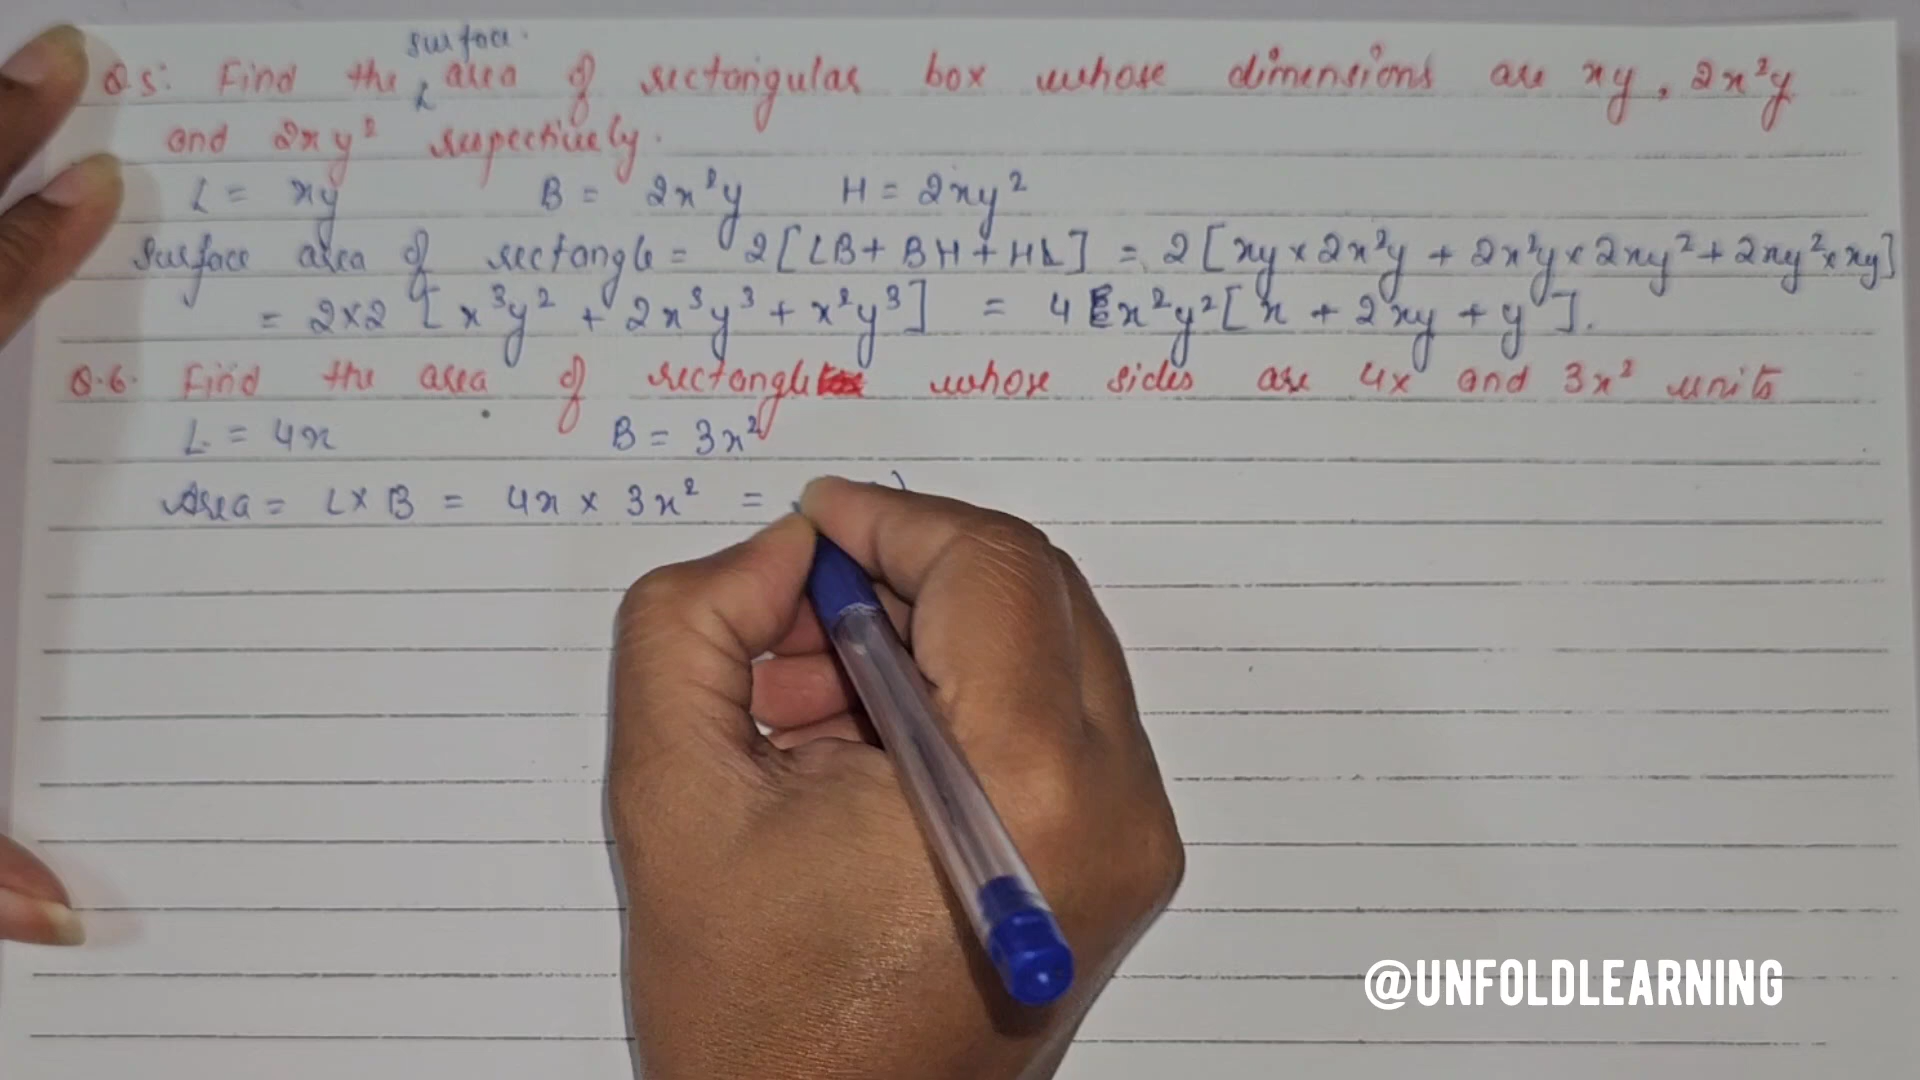 surface
Q5: Find the area of rectangular box whose dimensions are xy, 2x²y
and 2xy² respectively.
L = xy B = 2x²y H = 2xy²
Surface area of rectangle = 2[LB + BH + HL] = 2[xy × 2x²y + 2x²y × 2xy² + 2xy² × xy]
= 2×2 [x³y² + 2x³y³ + x²y³] = 4 x²y²[x + 2xy + y].
Q.6. Find the area of rectangle whose sides are 4x and 3x² units
L = 4x B = 3x²
Area = L×B = 4x × 3x² =
@UNFOLDLEARNING